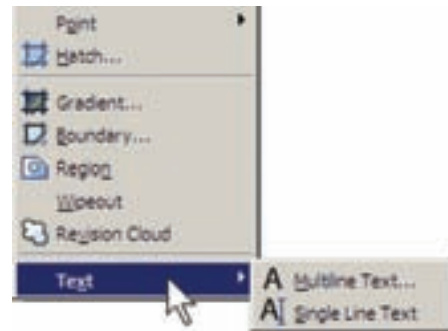 Point
Hatch...
Gradient...
Boundary...
Region
Wipeout
Revision Cloud
Text
Multiline Text...
Single Line Text